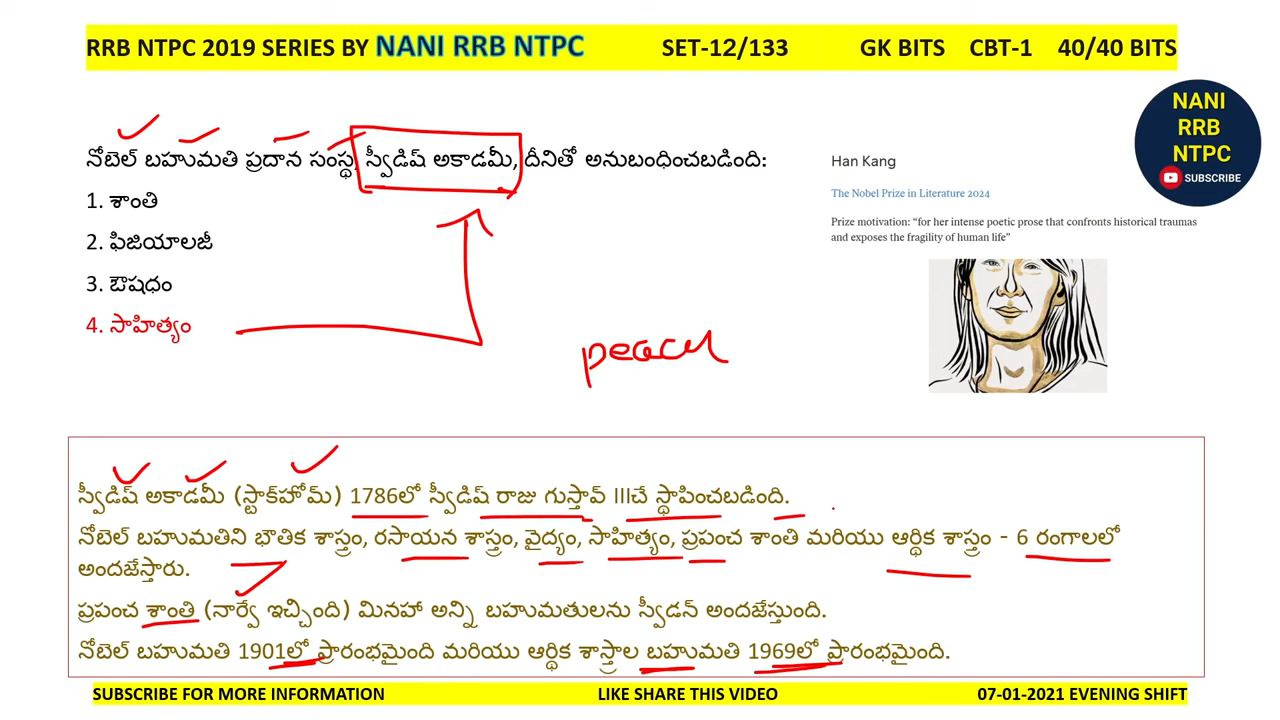 RRB NTPC 2019 SERIES BY NANI RRB NTPC SET-12/133 GK BITS CBT-1 40/40 BITS
NANI
RRB
NTPC
SUBSCRIBE
నోబెల్ బహుమతి ప్రదాన సంస్థ, స్వీడిష్ అకాడమీ, దీనితో అనుబంధించబడింది:
1. శాంతి
2. ఫిజియాలజీ
3. ఔషధం
4. సాహిత్యం
Han Kang
The Nobel Prize in Literature 2024
Prize motivation: “for her intense poetic prose that confronts historical traumas
and exposes the fragility of human life”
స్వీడిష్ అకాడమీ (స్టాక్‌హోమ్) 1786లో స్వీడిష్ రాజు గుస్తావ్ IIIచే స్థాపించబడింది.
నోబెల్ బహుమతిని భౌతిక శాస్త్రం, రసాయన శాస్త్రం, వైద్యం, సాహిత్యం, ప్రపంచ శాంతి మరియు ఆర్థిక శాస్త్రం - 6 రంగాలలో
అందజేస్తారు.
ప్రపంచ శాంతి (నార్వే ఇచ్చింది) మినహా అన్ని బహుమతులను స్వీడన్ అందజేస్తుంది.
నోబెల్ బహుమతి 1901లో ప్రారంభమైంది మరియు ఆర్థిక శాస్త్రాల బహుమతి 1969లో ప్రారంభమైంది.
SUBSCRIBE FOR MORE INFORMATION LIKE SHARE THIS VIDEO 07-01-2021 EVENING SHIFT